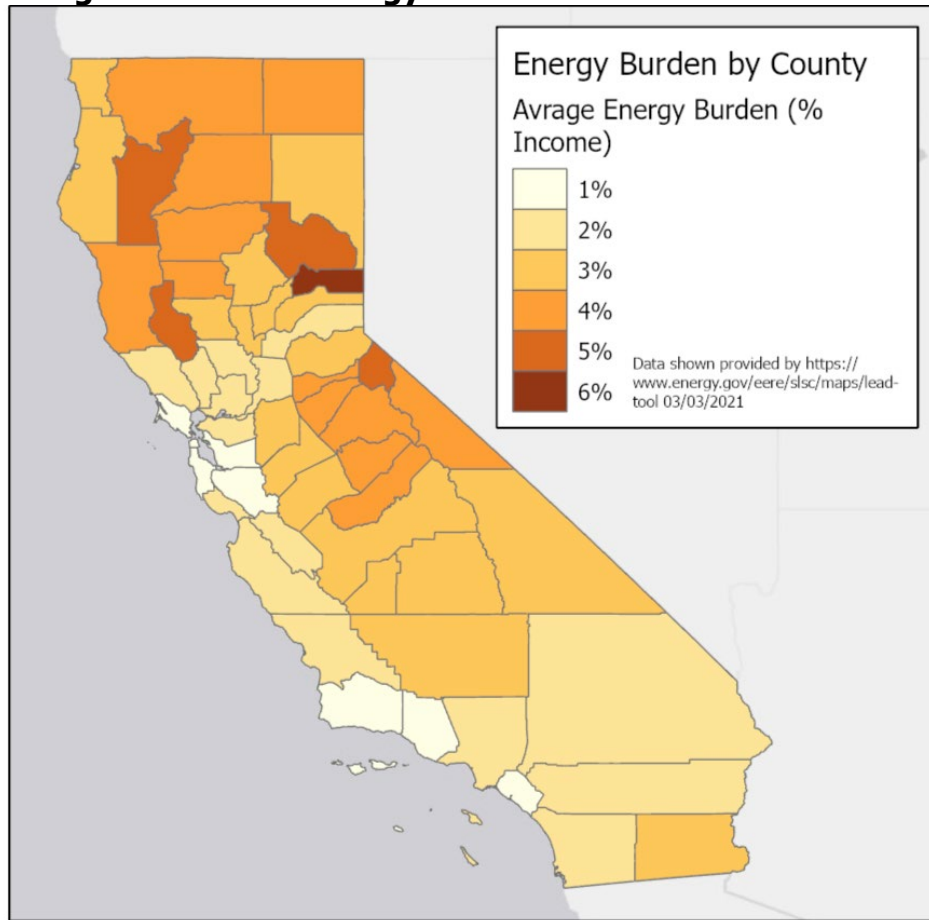 Energy Burden by County
Avrage Energy Burden (%
Income)
1%
2%
3%
4%
5%
6%
Data shown provided by https://
www.energy.gov/eere/slsc/maps/lead-
tool 03/03/2021